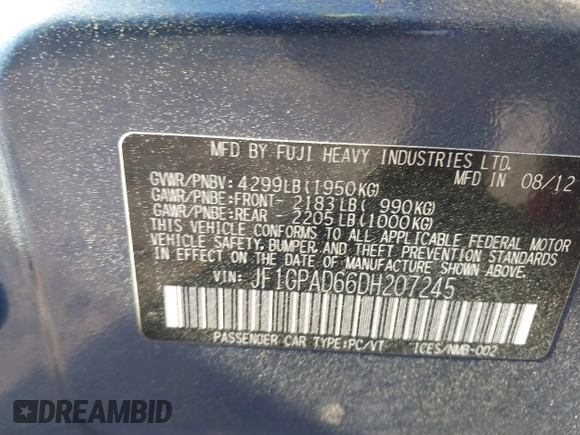 MFD BY FUJI HEAVY INDUSTRIES LTD.
GVWR/PNBV: 4299LB(1950KG) MFD IN 08/12
GAWR/PNBE:FRONT- 2183LB( 990KG)
GAWR/PNBE:REAR - 2205LB(1000KG)
THIS VEHICLE CONFORMS TO ALL APPLICABLE FEDERAL MOTOR
VEHICLE SAFETY, BUMPER, AND THEFT PREVENTION STANDARDS
IN EFFECT ON THE DATE OF MANUFACTURE SHOWN ABOVE.
VIN: JF1GPAD66DH207245
PASSENGER CAR TYPE:PC/VT ICES/NMB-002
DREAMBID